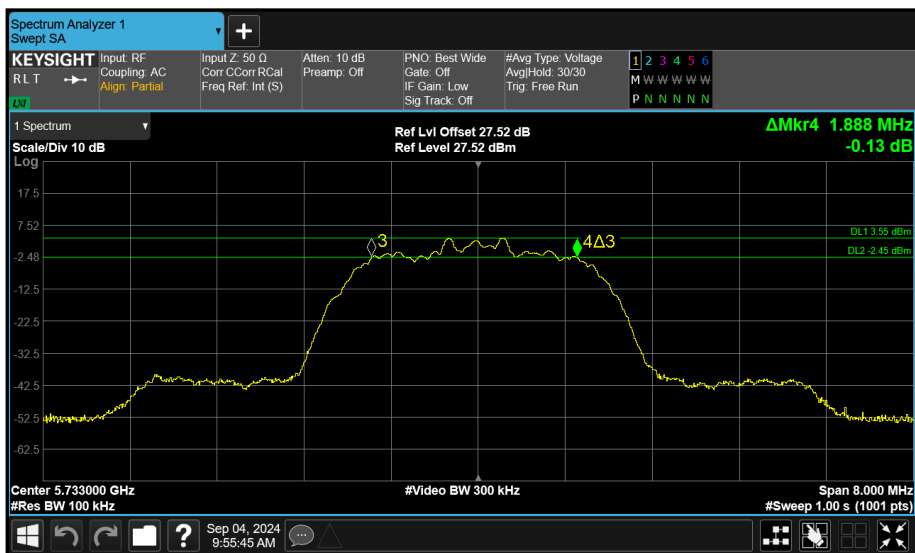 Spectrum Analyzer 1
Swept SA
KEYSIGHT
R L T
LXI
Input: RF
Coupling: AC
Align: Partial
Input Z: 50 Ω
Corr CCorr RCal
Freq Ref: Int (S)
Atten: 10 dB
Preamp: Off
PNO: Best Wide
Gate: Off
IF Gain: Low
Sig Track: Off
#Avg Type: Voltage
Avg|Hold: 30/30
Trig: Free Run
1 2 3 4 5 6
M W W W W W
P N N N N N
1 Spectrum
Scale/Div 10 dB
Log
Ref Lvl Offset 27.52 dB
Ref Level 27.52 dBm
ΔMkr4 1.888 MHz
-0.13 dB
17.5
7.52
-2.48
-12.5
-22.5
-32.5
-42.5
-52.5
-62.5
3
4Δ3
DL1 3.55 dBm
DL2 -2.45 dBm
Center 5.733000 GHz
#Res BW 100 kHz
#Video BW 300 kHz
Span 8.000 MHz
#Sweep 1.00 s (1001 pts)
?
Sep 04, 2024
9:55:45 AM